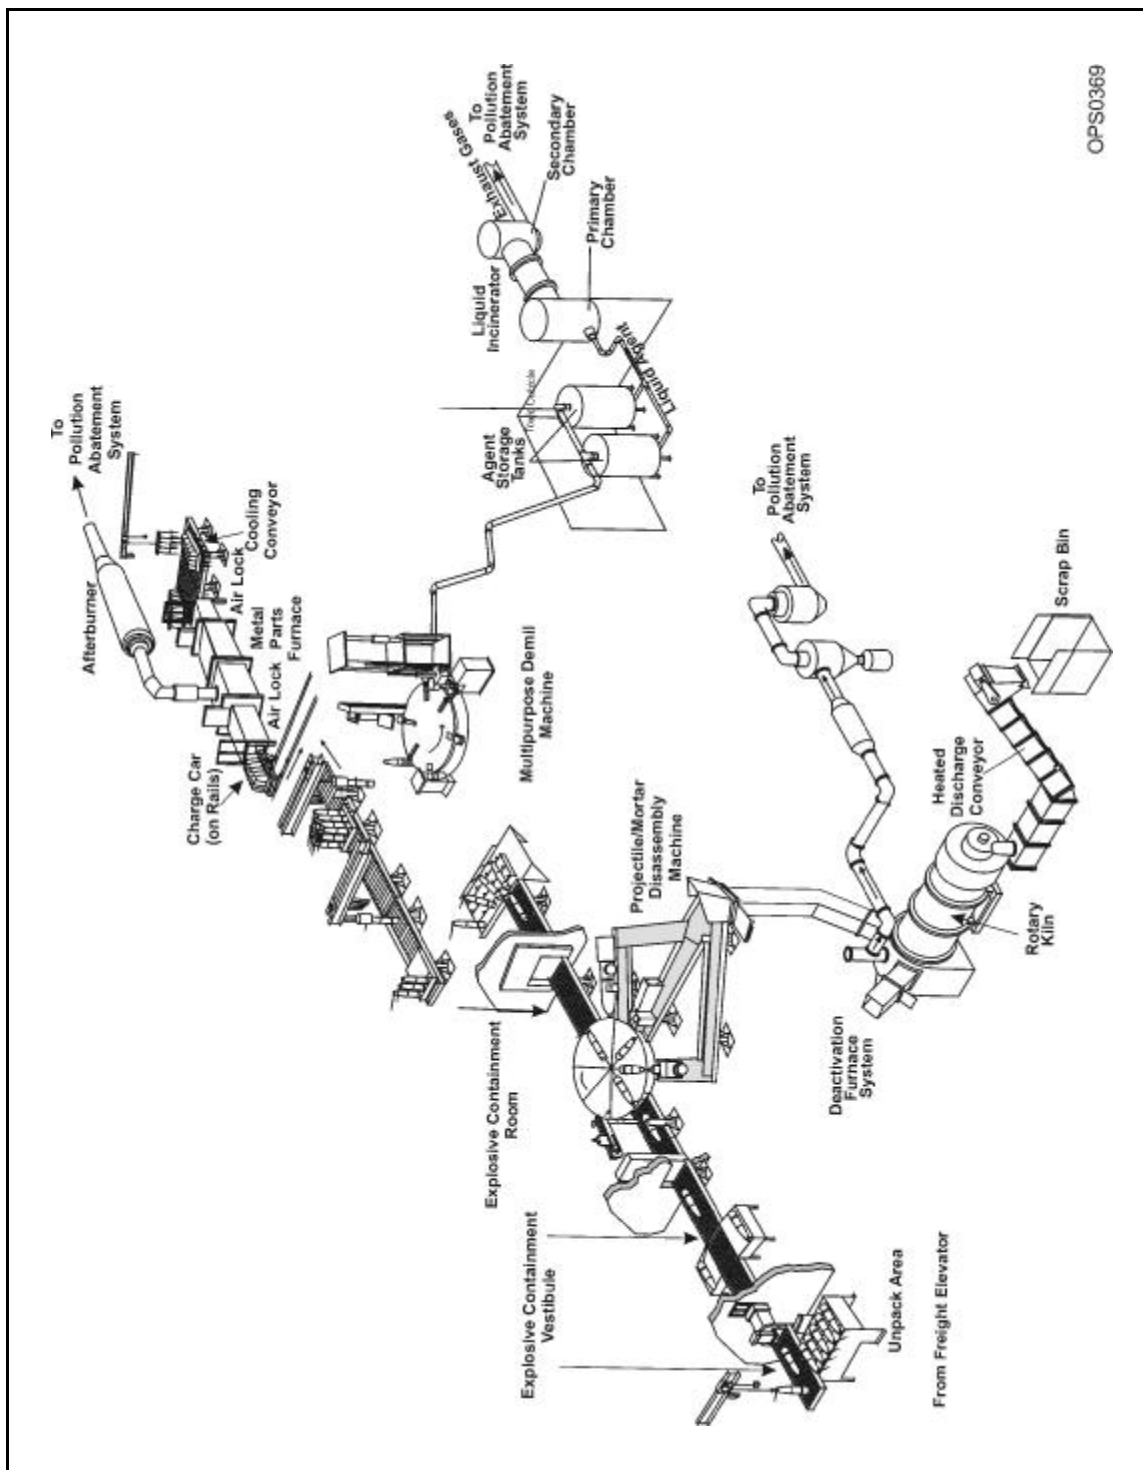 To
Pollution
Abatement
System
Afterburner
Charge Car
(on Rails)
Air Lock
Cooling
Conveyor
Metal
Parts
Furnace
Air Lock
Multipurpose Demil
Machine
Agent
Storage
Tanks
Cubicle
Liquid Agent
Liquid
Incinerator
Primary
Chamber
Secondary
Chamber
Exhaust Gases
To
Pollution
Abatement
System
Explosive Containment
Room
Explosive Containment
Vestibule
Projectile/Mortar
Disassembly
Machine
To
Pollution
Abatement
System
Deactivation
Furnace
System
Heated
Discharge
Conveyor
Rotary
Kiln
Scrap Bin
Unpack Area
From Freight Elevator
OPS0369